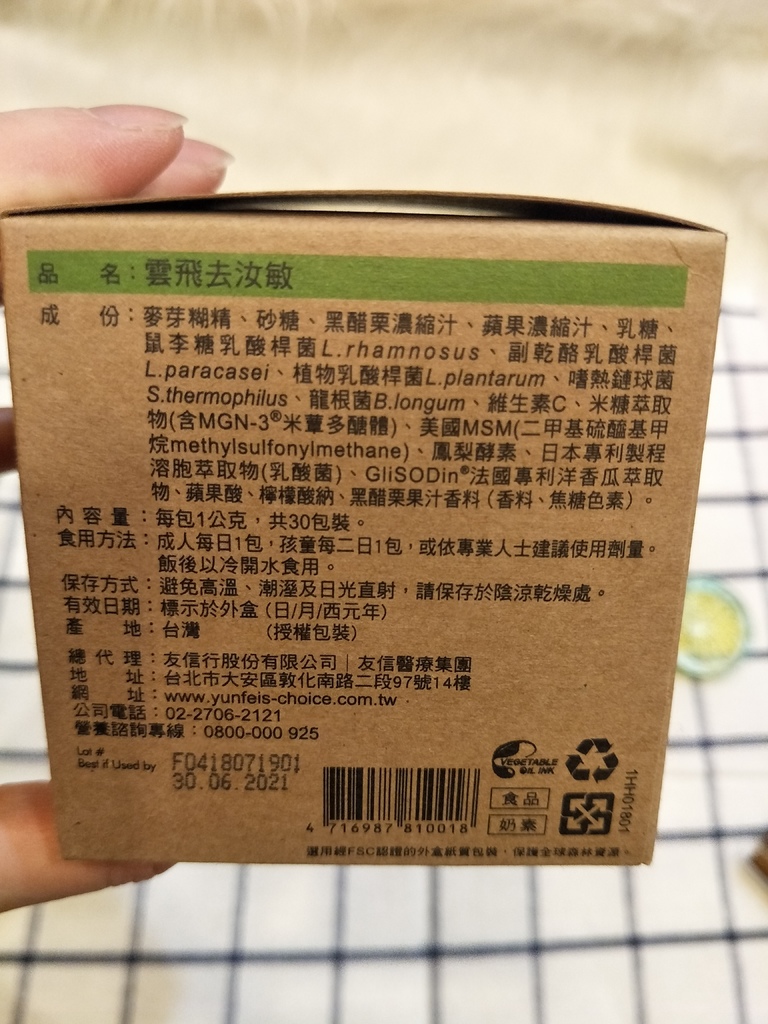 品 名：雲飛去汝敏
成 份：麥芽糊精、砂糖、黑醋栗濃縮汁、蘋果濃縮汁、乳糖、
鼠李糖乳酸桿菌L.rhamnosus、副乾酪乳酸桿菌
L.paracasei、植物乳酸桿菌L.plantarum、嗜熱鏈球菌
S.thermophilus、龍根菌B.longum、維生素C、米糠萃取
物(含MGN-3®米蕈多醣體)、美國MSM(二甲基硫醯基甲
烷methylsulfonylmethane)、鳳梨酵素、日本專利製程
溶胞萃取物(乳酸菌)、GliSODin®法國專利洋香瓜萃取
物、蘋果酸、檸檬酸納、黑醋栗果汁香料（香料、焦糖色素）。
內 容 量：每包1公克，共30包裝。
食用方法：成人每日1包，孩童每二日1包，或依專業人士建議使用劑量。
飯後以冷開水食用。
保存方式：避免高溫、潮溼及日光直射，請保存於陰涼乾燥處。
有效日期：標示於外盒 (日/月/西元年)
產 地：台灣 (授權包裝)
總 代 理：友信行股份有限公司｜友信醫療集團
地 址：台北市大安區敦化南路二段97號14樓
網 址：www.yunfeis-choice.com.tw
公司電話：02-2706-2121
營養諮詢專線：0800-000 925
Lot # F0418071901
Best if Used by 30.06.2021
VEGETABLE OIL INK
食品
奶素
1HH01801
4 716987 810018
選用經FSC認證的外盒紙質包裝，保護全球森林資源。